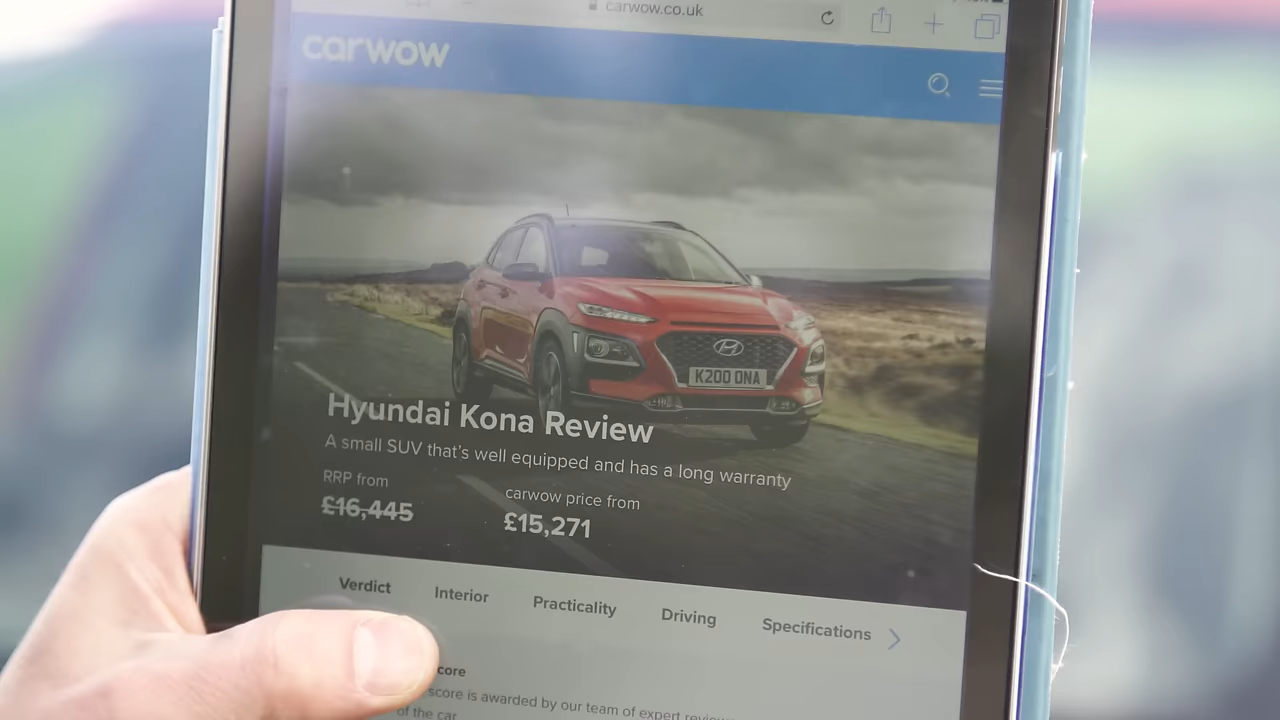 carwow.co.uk
carwow
K200 0NA
Hyundai Kona Review
A small SUV that's well equipped and has a long warranty
RRP from
carwow price from
£16,445
£15,271
Verdict Interior Practicality Driving Specifications
core
score is awarded by our team of expert
of the car